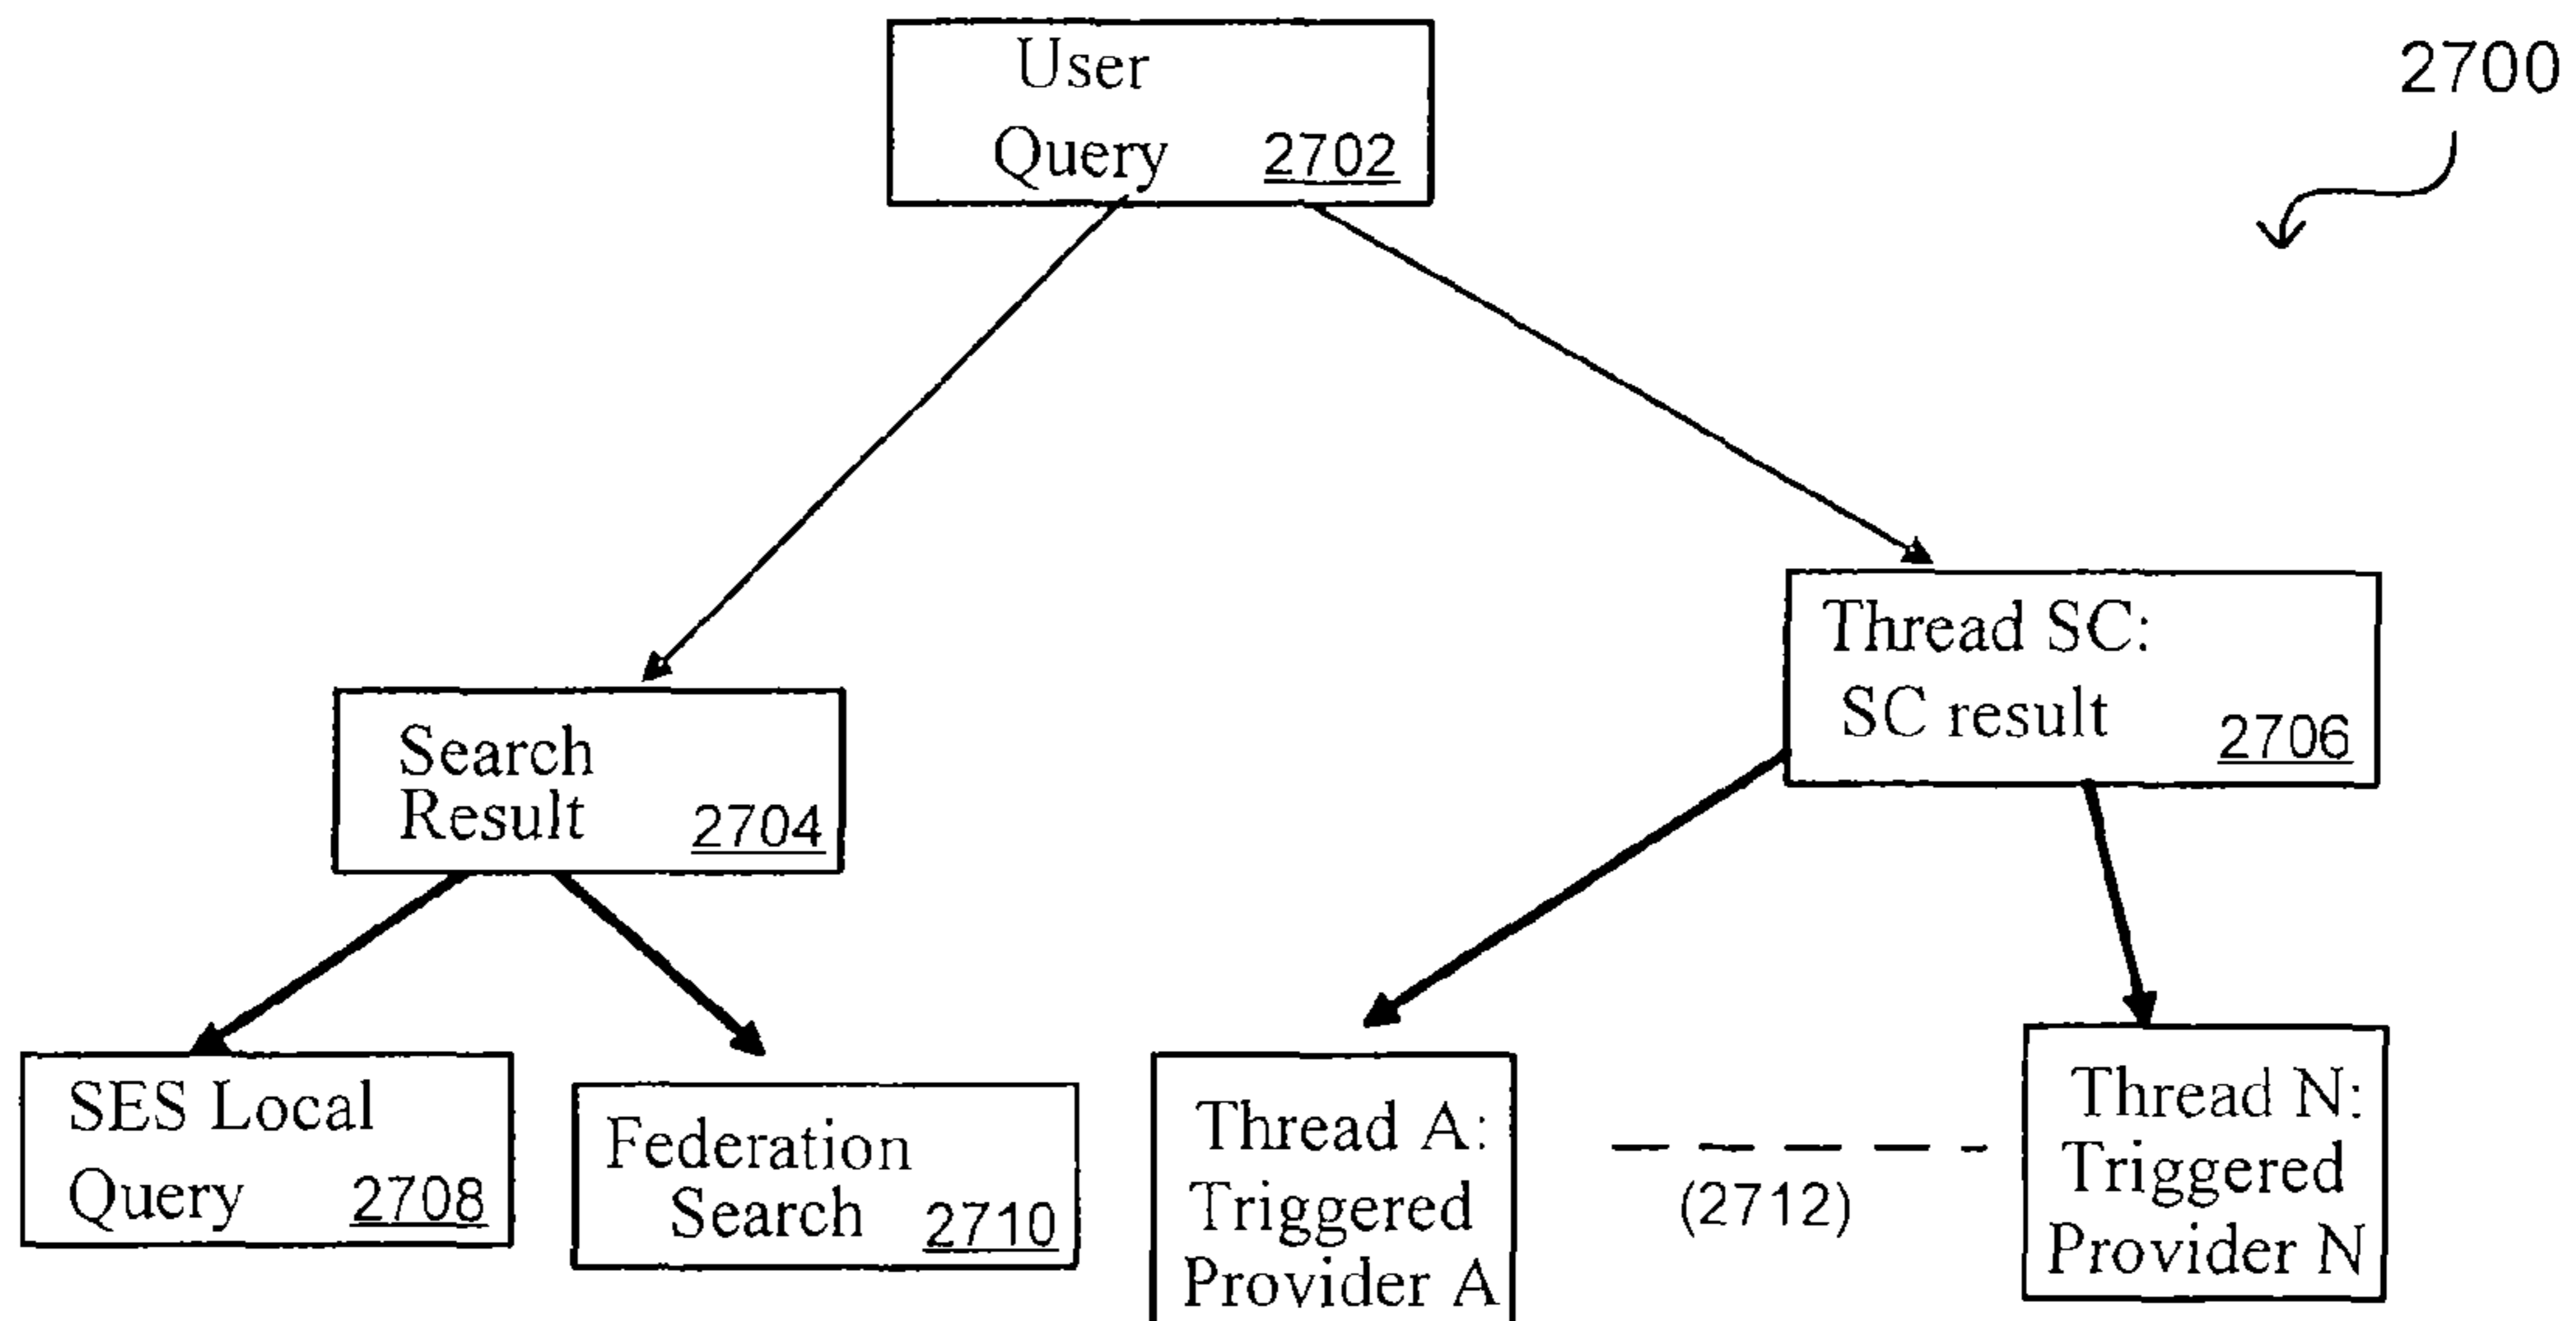 User
Query 2702
2700
Thread SC:
SC result 2706
Search
Result 2704
SES Local
Query 2708
Federation
Search 2710
Thread A:
Triggered
Provider A
(2712)
Thread N:
Triggered
Provider N